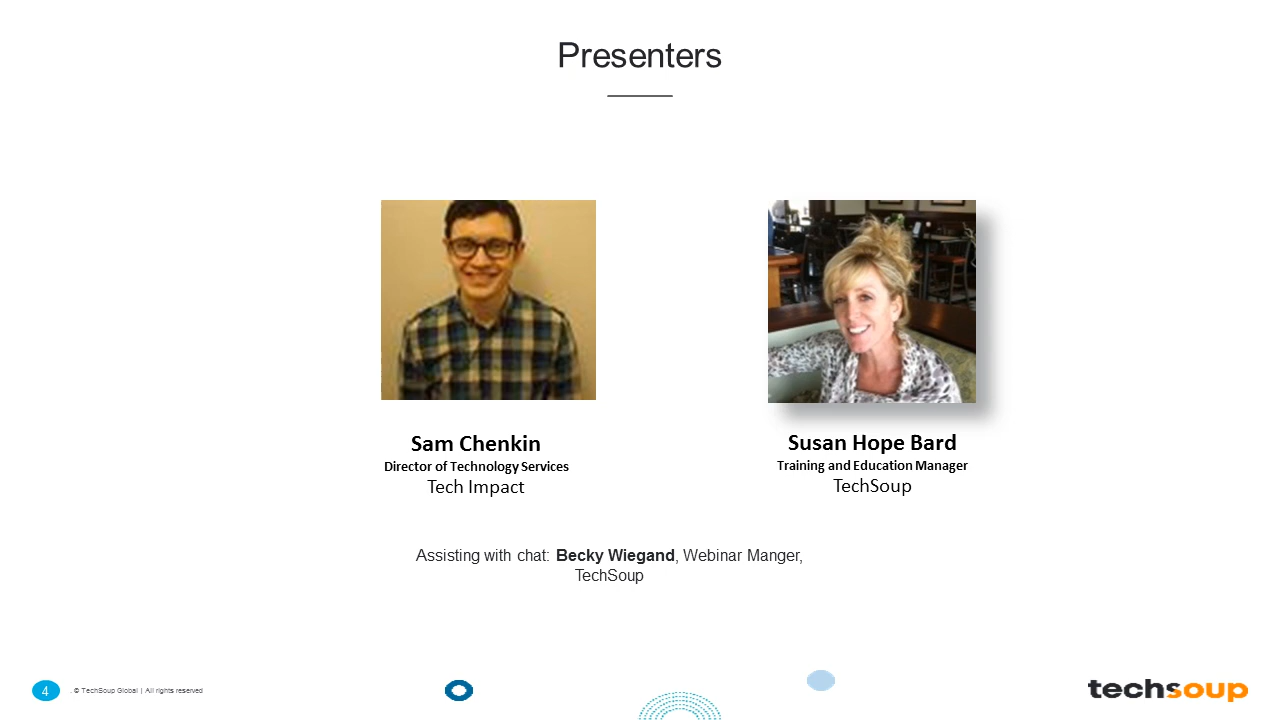 Presenters
Sam Chenkin
Director of Technology Services
Tech Impact
Susan Hope Bard
Training and Education Manager
TechSoup
Assisting with chat: Becky Wiegand, Webinar Manger,
TechSoup
4
. © TechSoup Global | All rights reserved
techsoup